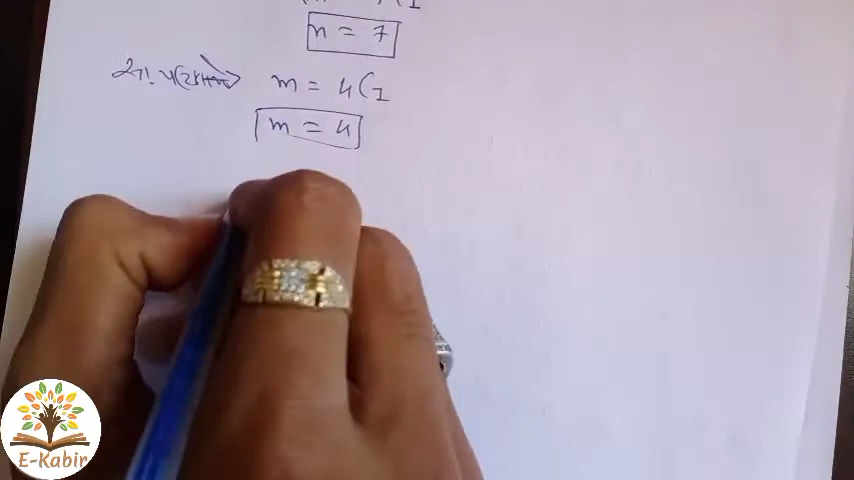 n = 7
m = 4C1
m = 4
E-Kabir